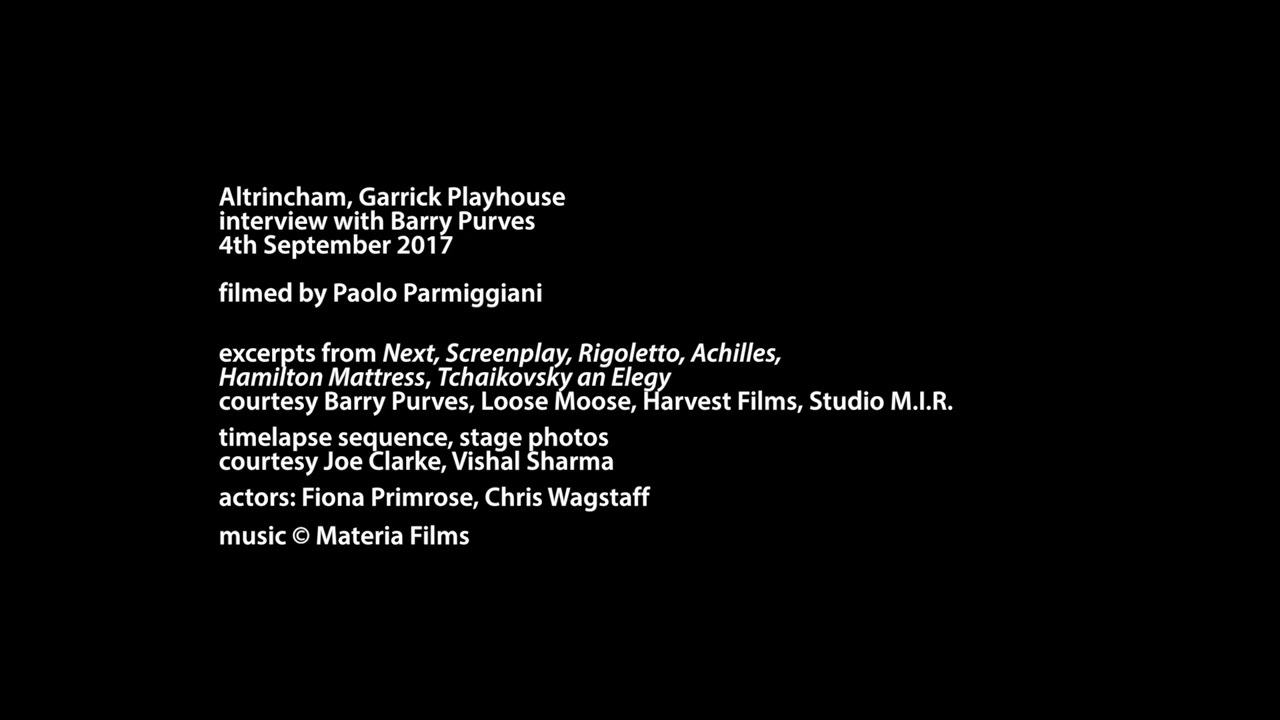 Altrincham, Garrick Playhouse
interview with Barry Purves
4th September 2017
filmed by Paolo Parmiggiani
excerpts from Next, Screenplay, Rigoletto, Achilles,
Hamilton Mattress, Tchaikovsky an Elegy
courtesy Barry Purves, Loose Moose, Harvest Films, Studio M.I.R.
timelapse sequence, stage photos
courtesy Joe Clarke, Vishal Sharma
actors: Fiona Primrose, Chris Wagstaff
music © Materia Films